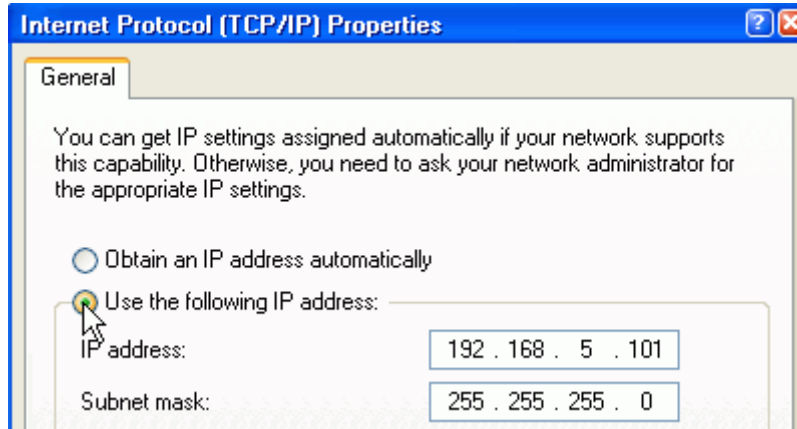 Internet Protocol (TCP/IP) Properties
General
You can get IP settings assigned automatically if your network supports
this capability. Otherwise, you need to ask your network administrator for
the appropriate IP settings.
Obtain an IP address automatically
Use the following IP address:
IP address: 192 . 168 . 5 . 101
Subnet mask: 255 . 255 . 255 . 0